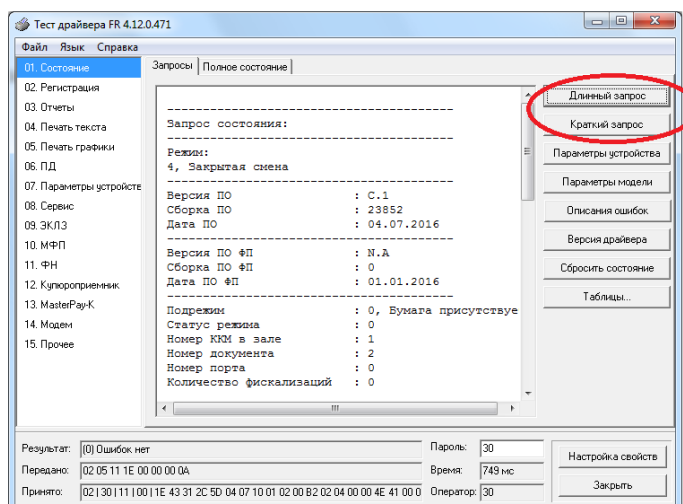 Тест драйвера FR 4.12.0.471
Файл Язык Справка
01. Состояние
02. Регистрация
03. Отчеты
04. Печать текста
05. Печать графики
06. ПД
07. Параметры устройств
08. Сервис
09. ЭКЛЗ
10. МФП
11. ФН
12. Купюроприемник
13. MasterPay-K
14. Модем
15. Прочее
Запросы Полное состояние
----------------------------------------
Запрос состояния:
----------------------------------------
Режим:
4, Закрытая смена
----------------------------------------
Версия ПО : C.1
Сборка ПО : 23852
Дата ПО : 04.07.2016
----------------------------------------
Версия ПО ФП : N.A
Сборка ПО ФП : 0
Дата ПО ФП : 01.01.2016
----------------------------------------
Подрежим : 0, Бумага присутствуе
Статус режима : 0
Номер ККМ в зале : 1
Номер документа : 2
Номер порта : 0
Количество фискализаций : 0
Длинный запрос
Краткий запрос
Параметры устройства
Параметры модели
Описания ошибок
Версия драйвера
Сбросить состояние
Таблицы...
Результат: (0) Ошибок нет
Передано: 02 05 11 1E 00 00 00 0A
Принято: 02 | 30 | 11 | 00 | 1E 43 31 2C 5D 04 07 10 01 02 00 B2 02 04 00 00 4E 41 00 0
Пароль: 30
Время: 749 мс
Оператор: 30
Настройка свойств
Закрыть